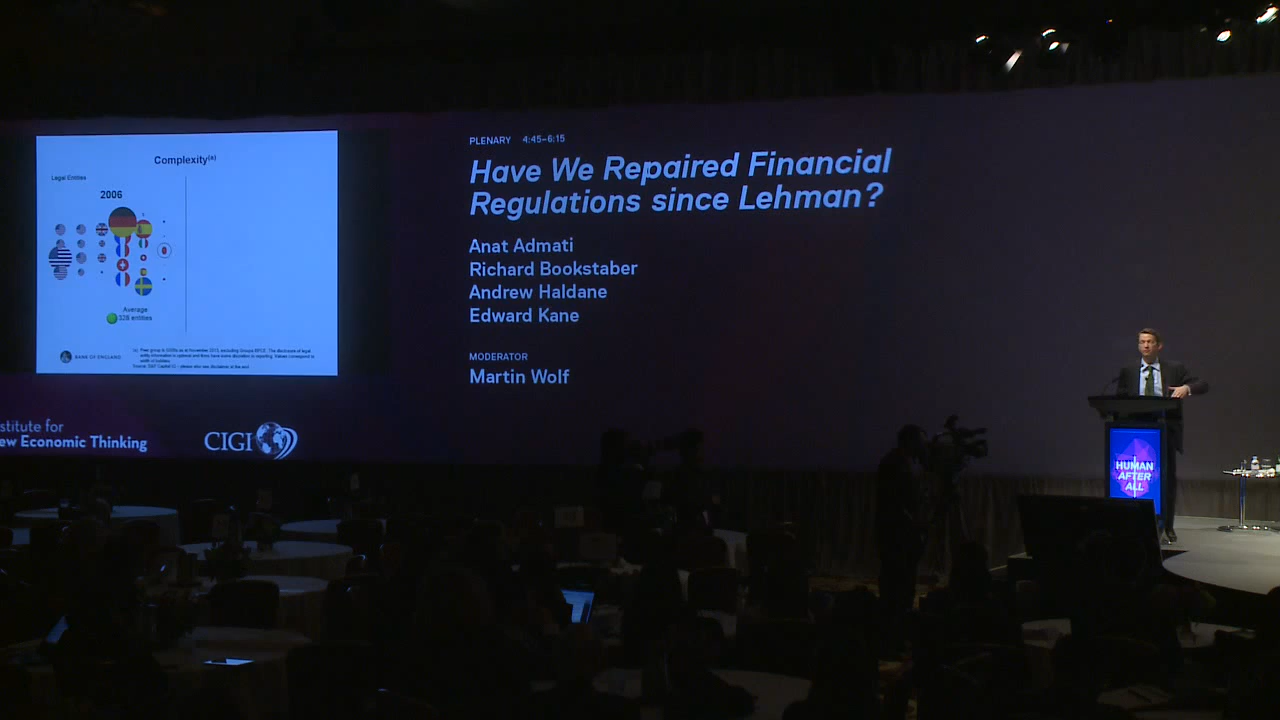 Complexity(a)
Legal Entities
2006
Average
328 entities
BANK OF ENGLAND
PLENARY 4:45–6:15
Have We Repaired Financial
Regulations since Lehman?
Anat Admati
Richard Bookstaber
Andrew Haldane
Edward Kane
MODERATOR
Martin Wolf
stitute for
ew Economic Thinking
CIGI
HUMAN
AFTER
ALL